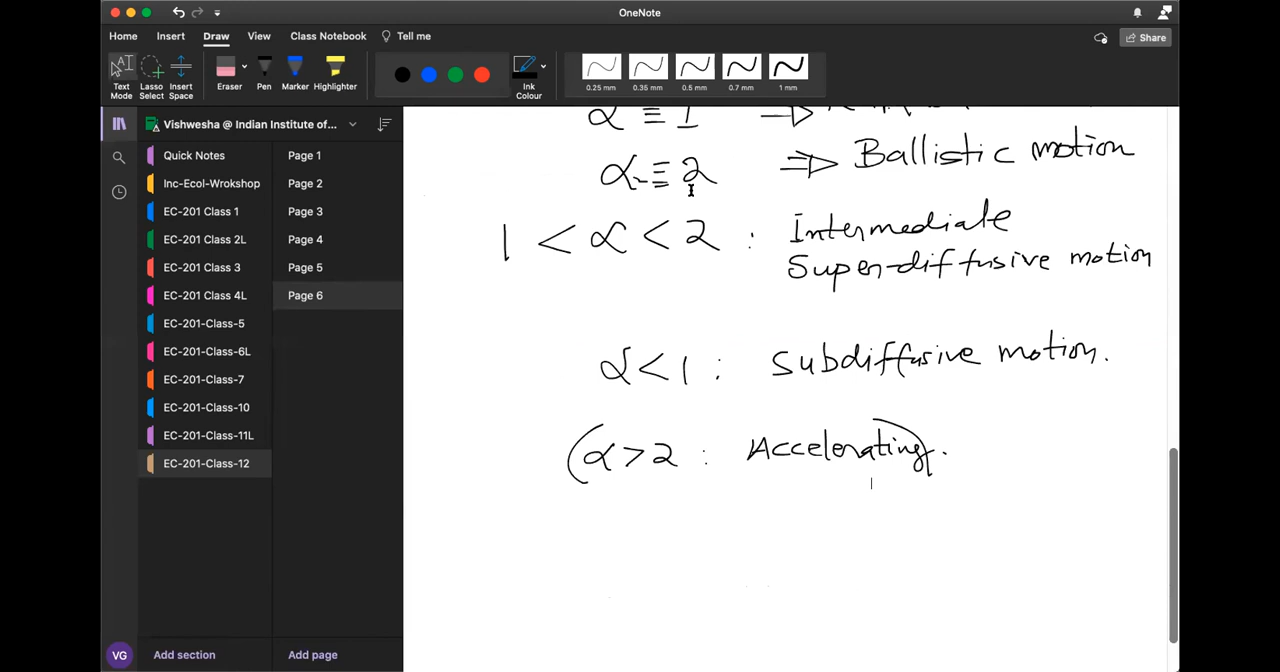 OneNote
Home Insert Draw View Class Notebook Tell me
Share
Text Mode
Lasso Select
Insert Space
Eraser
Pen
Marker
Highlighter
Ink Colour
0.25 mm
0.35 mm
0.5 mm
0.7 mm
1 mm
Vishwesha @ Indian Institute of...
Quick Notes
Inc-Ecol-Wrokshop
EC-201 Class 1
EC-201 Class 2L
EC-201 Class 3
EC-201 Class 4L
EC-201-Class-5
EC-201-Class-6L
EC-201-Class-7
EC-201-Class-10
EC-201-Class-11L
EC-201-Class-12
Page 1
Page 2
Page 3
Page 4
Page 5
Page 6
α ≡ 1 ⇒
α ≡ 2 ⇒ Ballistic motion
1 < α < 2 : Intermediate
Super-diffusive motion
α < 1 : Subdiffusive motion.
(α > 2 : Accelerating.)
VG
Add section
Add page